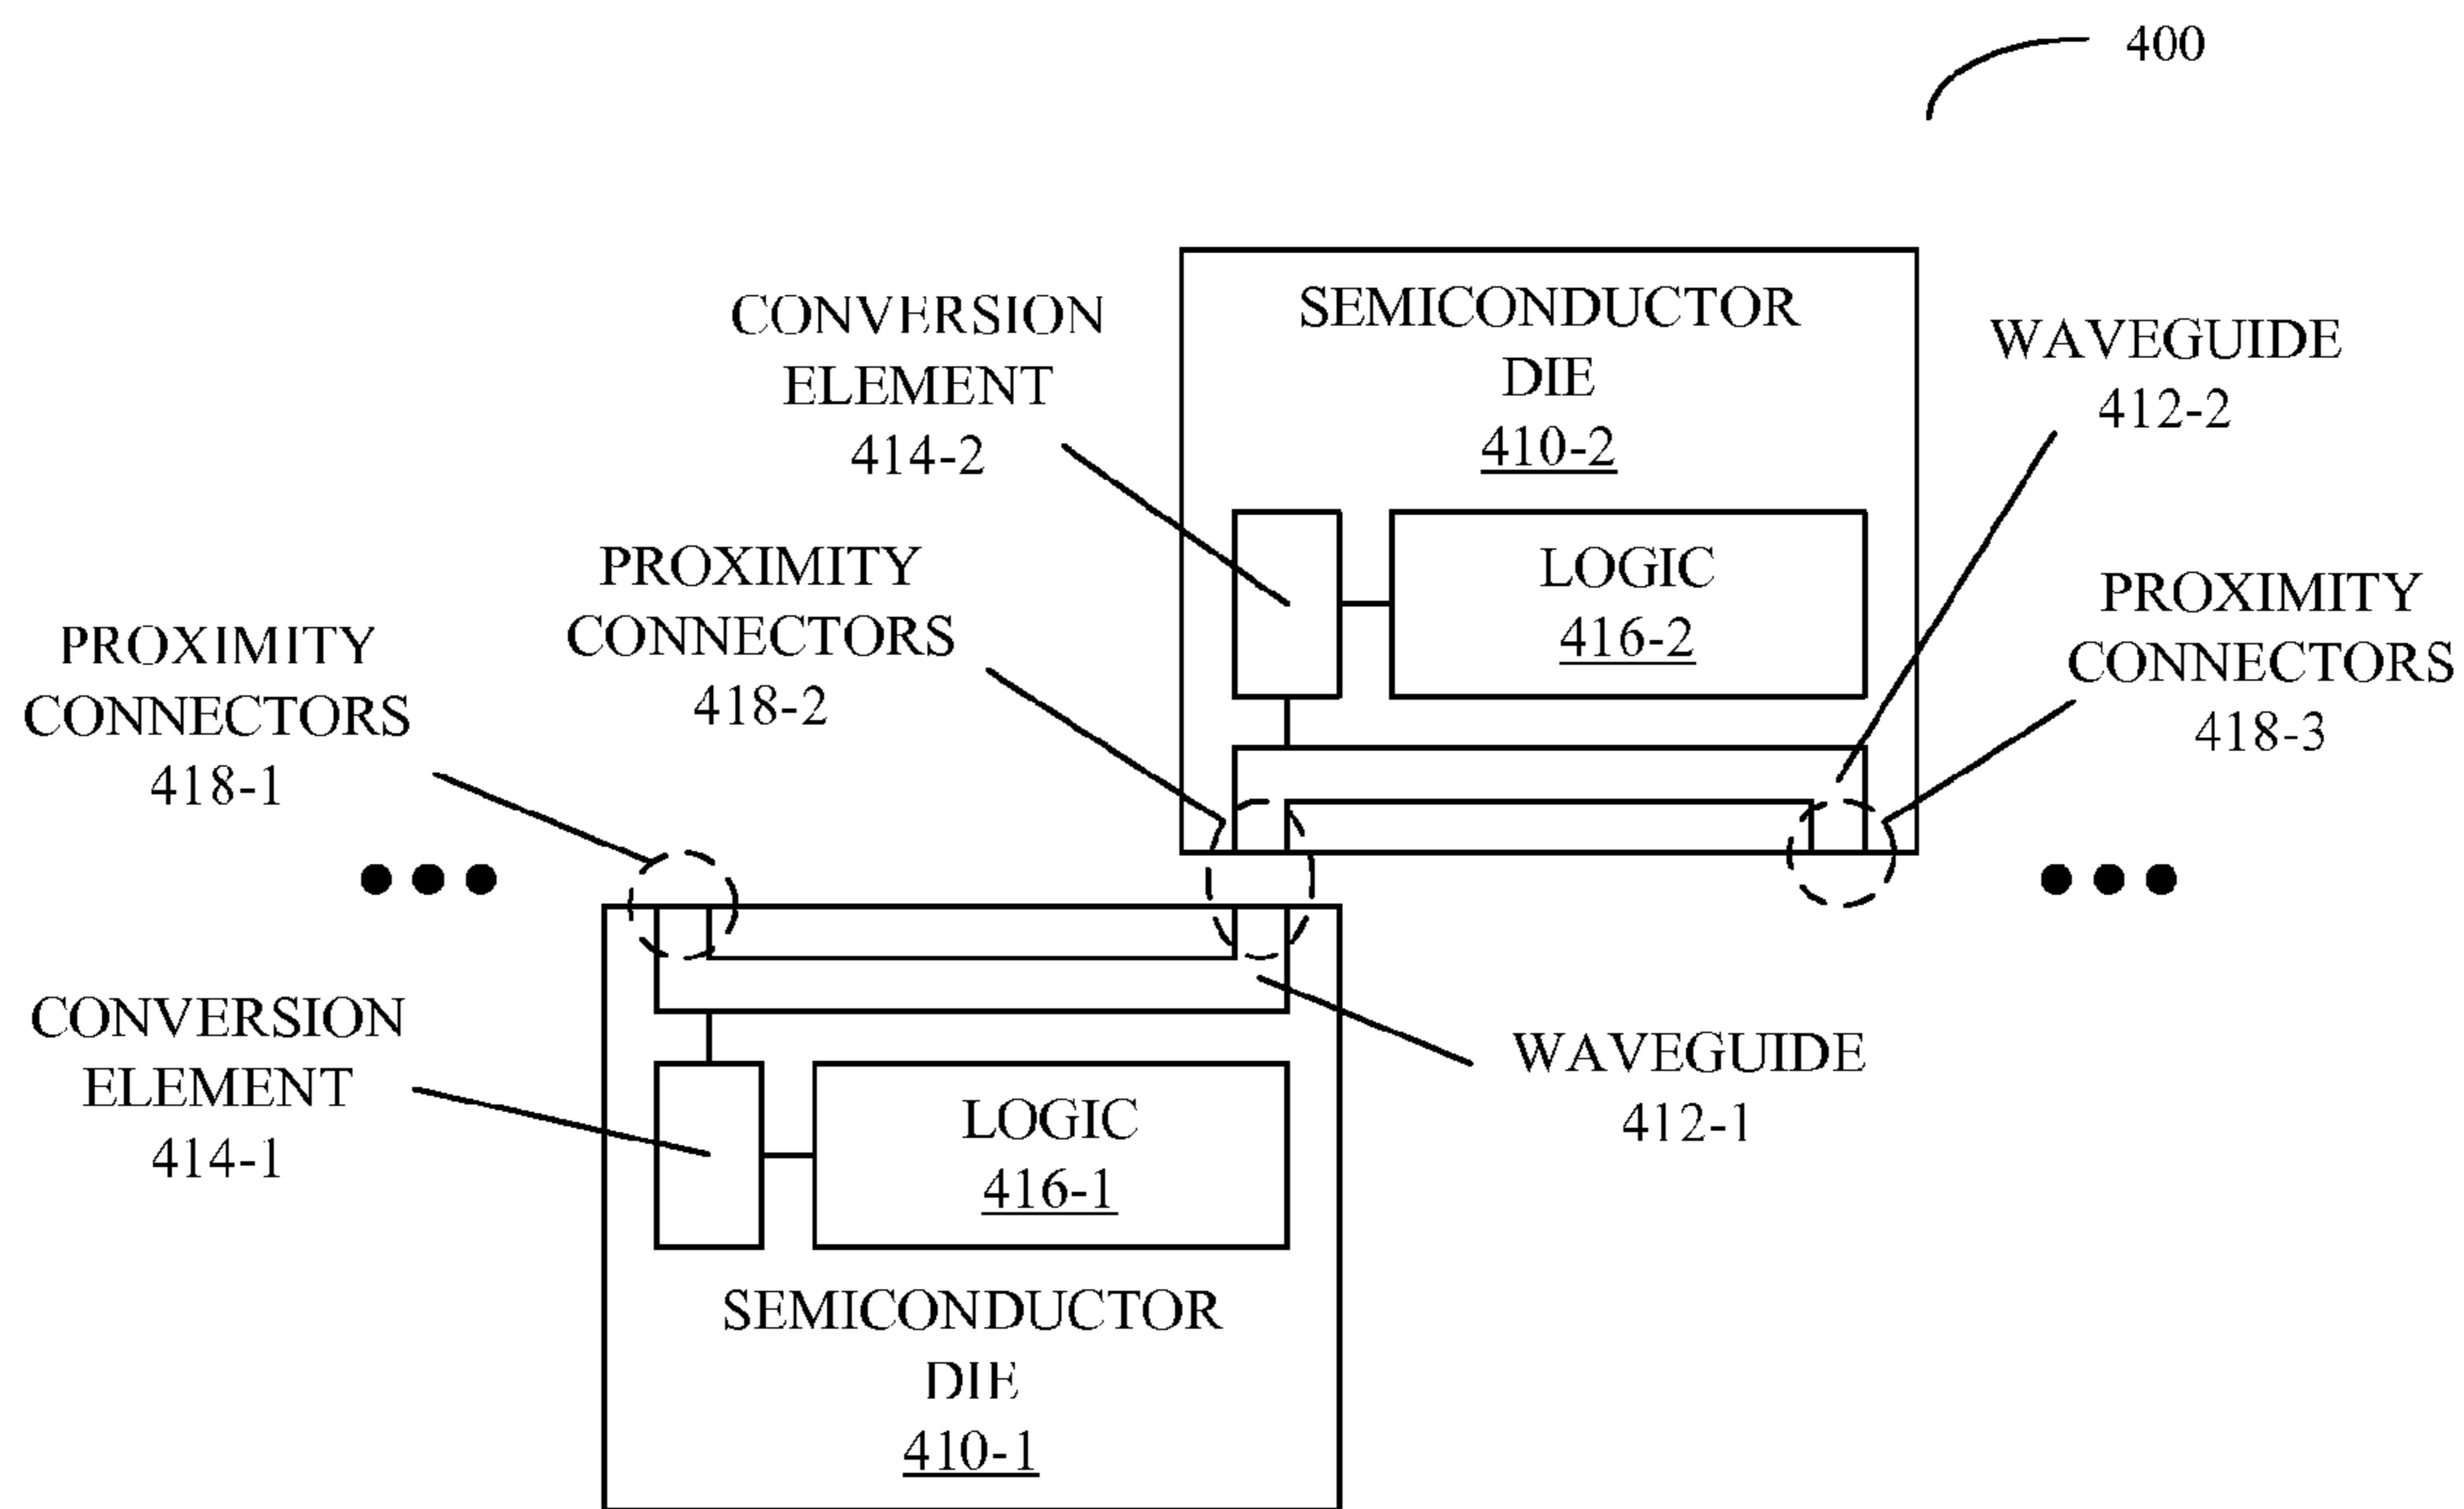 400
CONVERSION
ELEMENT
414-2
SEMICONDUCTOR
DIE
410-2
WAVEGUIDE
412-2
PROXIMITY
CONNECTORS
418-2
LOGIC
416-2
PROXIMITY
CONNECTORS
418-3
PROXIMITY
CONNECTORS
418-1
CONVERSION
ELEMENT
414-1
WAVEGUIDE
412-1
LOGIC
416-1
SEMICONDUCTOR
DIE
410-1